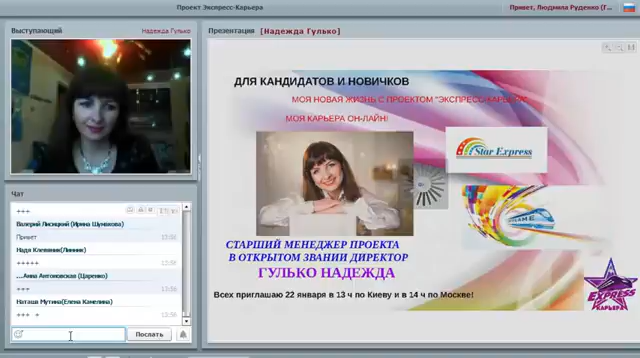 Проект Экспресс-Карьера
Привет, Людмила Руденко (Г...
Выступающий
Надежда Гулько
Презентация
[Надежда Гулько]
ДЛЯ КАНДИДАТОВ И НОВИЧКОВ
МОЯ НОВАЯ ЖИЗНЬ С ПРОЕКТОМ "ЭКСПРЕСС-КАРЬЕРА"
МОЯ КАРЬЕРА ОН-ЛАЙН!
Star Express
СТАРШИЙ МЕНЕДЖЕР ПРОЕКТА
В ОТКРЫТОМ ЗВАНИИ ДИРЕКТОР
ГУЛЬКО НАДЕЖДА
Всех приглашаю 22 января в 13 ч по Киеву и в 14 ч по Москве!
EXPRESS
КАРЬЕРА
Чат
+++
Валерий Лисицкий (Ирина Шумакова)
Привет
Надя Клевяник(Линник)
+++++
...Анна Антоновская (Царенко)
+++
Наташа Мутина(Елена Камелина)
+++ +
Послать